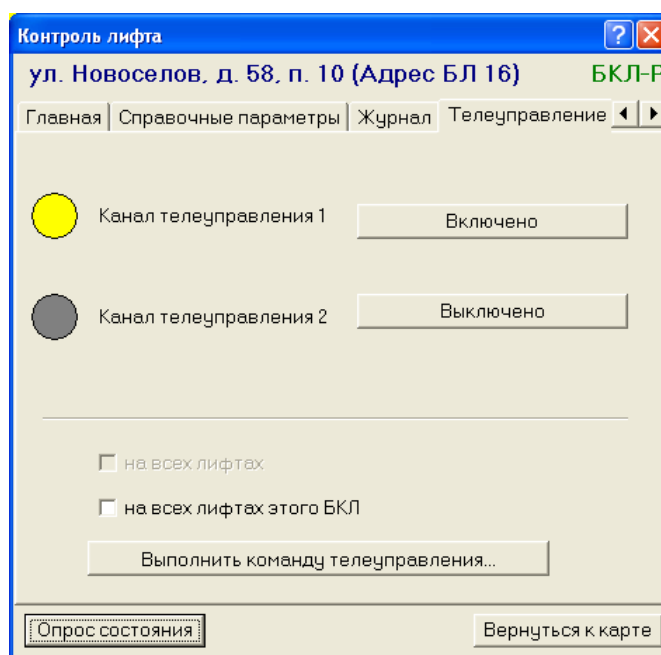 Контроль лифта
ул. Новоселов, д. 58, п. 10 (Адрес БЛ 16) БКЛ-Р
Главная Справочные параметры Журнал Телеуправление
Канал телеуправления 1 Включено
Канал телеуправления 2 Выключено
на всех лифтах
на всех лифтах этого БКЛ
Выполнить команду телеуправления...
Опрос состояния Вернуться к карте